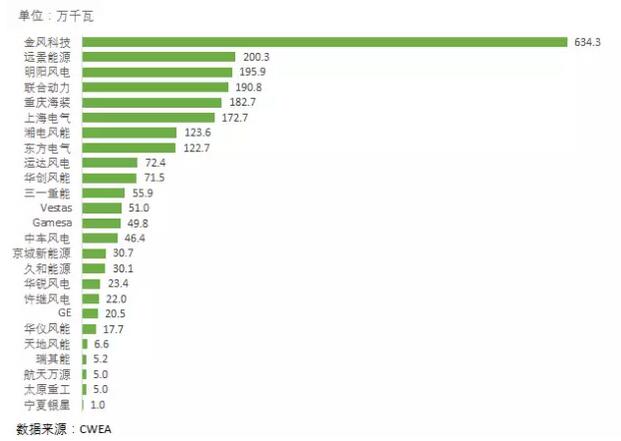 单位：万千瓦
金风科技 634.3
远景能源 200.3
明阳风电 195.9
联合动力 190.8
重庆海装 182.7
上海电气 172.7
湘电风能 123.6
东方电气 122.7
运达风电 72.4
华创风能 71.5
三一重能 55.9
Vestas 51.0
Gamesa 49.8
中车风电 46.4
京城新能源 30.7
久和能源 30.1
华锐风电 23.4
许继风电 22.0
GE 20.5
华仪风能 17.7
天地风能 6.6
瑞其能 5.2
航天万源 5.0
太原重工 5.0
宁夏银星 1.0
数据来源：CWEA